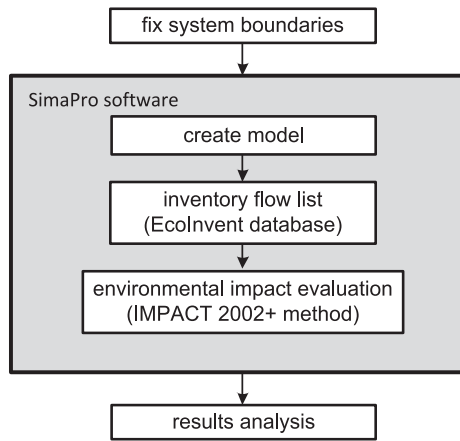 fix system boundaries
SimaPro software
create model
inventory flow list
(EcoInvent database)
environmental impact evaluation
(IMPACT 2002+ method)
results analysis